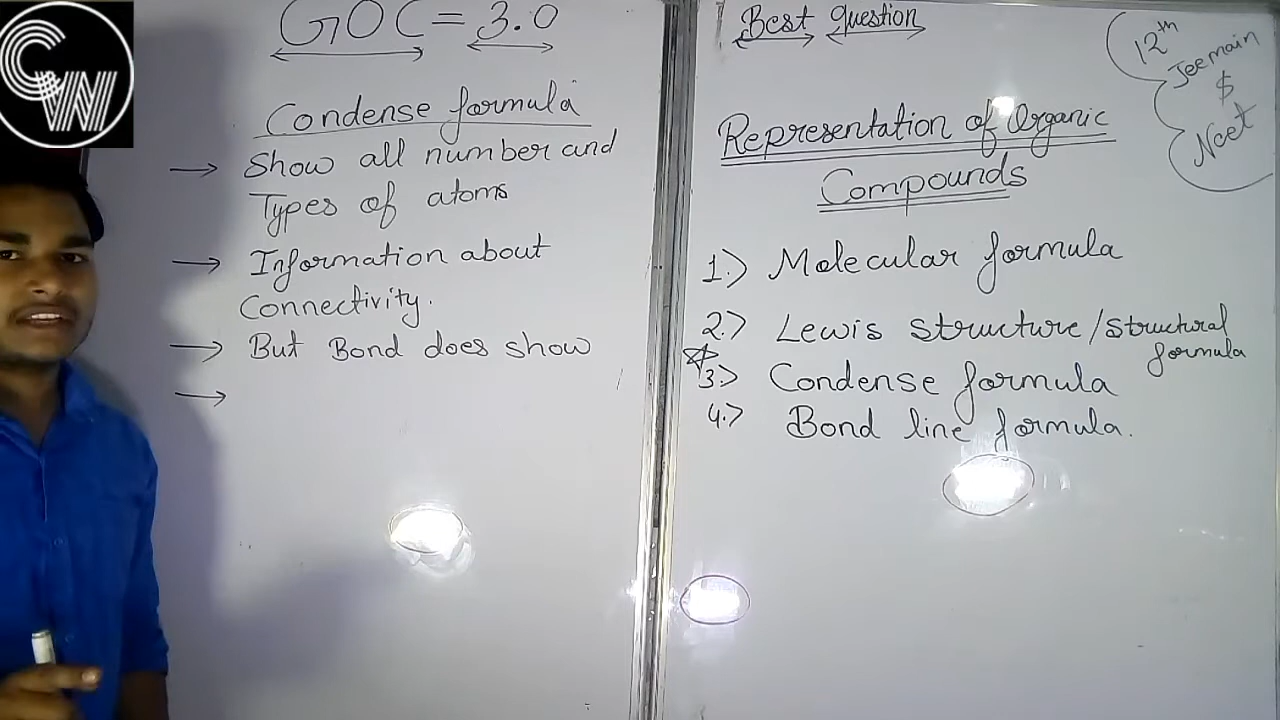 CW
GOC = 3.0
Condense formula
→ Show all number and
Types of atoms
→ Information about
Connectivity.
→ But Bond does show
→
Best question
12th
Jee main
$
Neet
Representation of Organic
Compounds
1.> Molecular formula
2.> Lewis structure/structural
formula
3.> Condense formula
4.> Bond line formula.